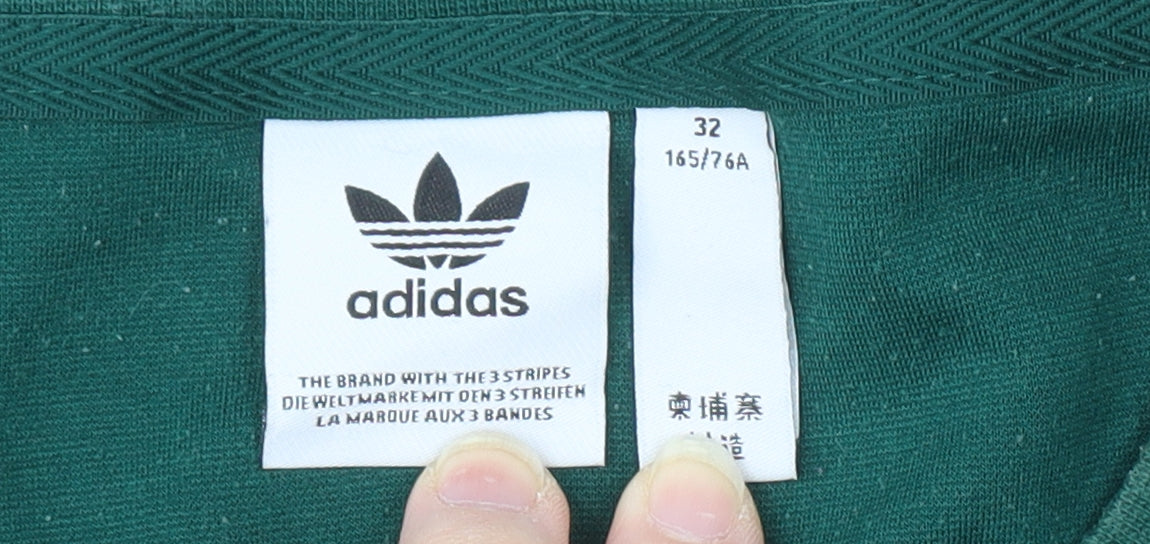 adidas
THE BRAND WITH THE 3 STRIPES
DIE WELTMARKE MIT DEN 3 STREIFEN
LA MARQUE AUX 3 BANDES
32
165/76A
柬埔寨
造